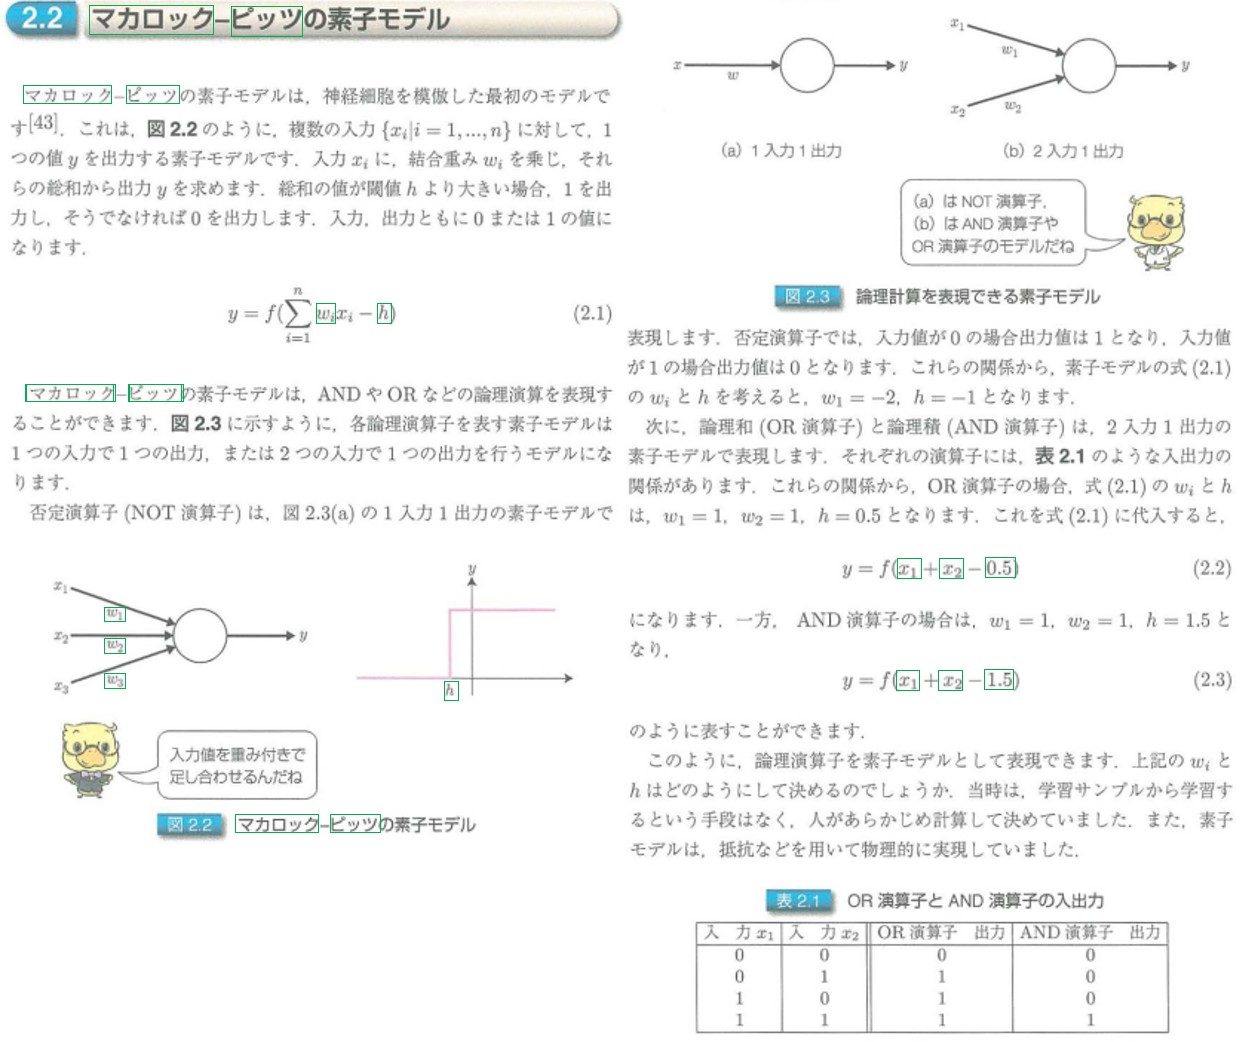 2.2 マカロック–ピッツの素子モデル
マカロック–ピッツの素子モデルは，神経細胞を模倣した最初のモデルで
す[43]．これは，図 2.2 のように，複数の入力 {xi|i = 1, ..., n} に対して，1
つの値 y を出力する素子モデルです．入力 xi に，結合重み wi を乗じ，それ
らの総和から出力 y を求めます．総和の値が閾値 h より大きい場合，1 を出
力し，そうでなければ 0 を出力します．入力，出力ともに 0 または 1 の値に
なります．
y = f(∑_{i=1}^{n} wixi − h) (2.1)
マカロック–ピッツの素子モデルは，AND や OR などの論理演算を表現す
ることができます．図 2.3 に示すように，各論理演算子を表す素子モデルは
1 つの入力で 1 つの出力，または 2 つの入力で 1 つの出力を行うモデルにな
ります．
否定演算子 (NOT 演算子) は，図 2.3(a) の 1 入力 1 出力の素子モデルで
x1
w1
x2
w2
x3
w3
y
y
h
入力値を重み付きで
足し合わせるんだね
図 2.2 マカロック–ピッツの素子モデル
x
w
y
x1
w1
x2
w2
y
(a) 1 入力 1 出力
(b) 2 入力 1 出力
(a) は NOT 演算子，
(b) は AND 演算子や
OR 演算子のモデルだね
図 2.3 論理計算を表現できる素子モデル
表現します．否定演算子では，入力値が 0 の場合出力値は 1 となり，入力値
が 1 の場合出力値は 0 となります．これらの関係から，素子モデルの式 (2.1)
の wi と h を考えると，w1 = −2，h = −1 となります．
次に，論理和 (OR 演算子) と論理積 (AND 演算子) は，2 入力 1 出力の
素子モデルで表現します．それぞれの演算子には，表 2.1 のような入出力の
関係があります．これらの関係から，OR 演算子の場合，式 (2.1) の wi と h
は，w1 = 1，w2 = 1，h = 0.5 となります．これを式 (2.1) に代入すると，
y = f(x1 + x2 − 0.5) (2.2)
になります．一方， AND 演算子の場合は，w1 = 1，w2 = 1，h = 1.5 と
なり，
y = f(x1 + x2 − 1.5) (2.3)
のように表すことができます．
このように，論理演算子を素子モデルとして表現できます．上記の wi と
h はどのようにして決めるのでしょうか．当時は，学習サンプルから学習す
るという手段はなく，人があらかじめ計算して決めていました．また，素子
モデルは，抵抗などを用いて物理的に実現していました．
表 2.1 OR 演算子と AND 演算子の入出力
入 力 x1 入 力 x2 OR 演算子 出力 AND 演算子 出力
0 0 0 0
0 1 1 0
1 0 1 0
1 1 1 1